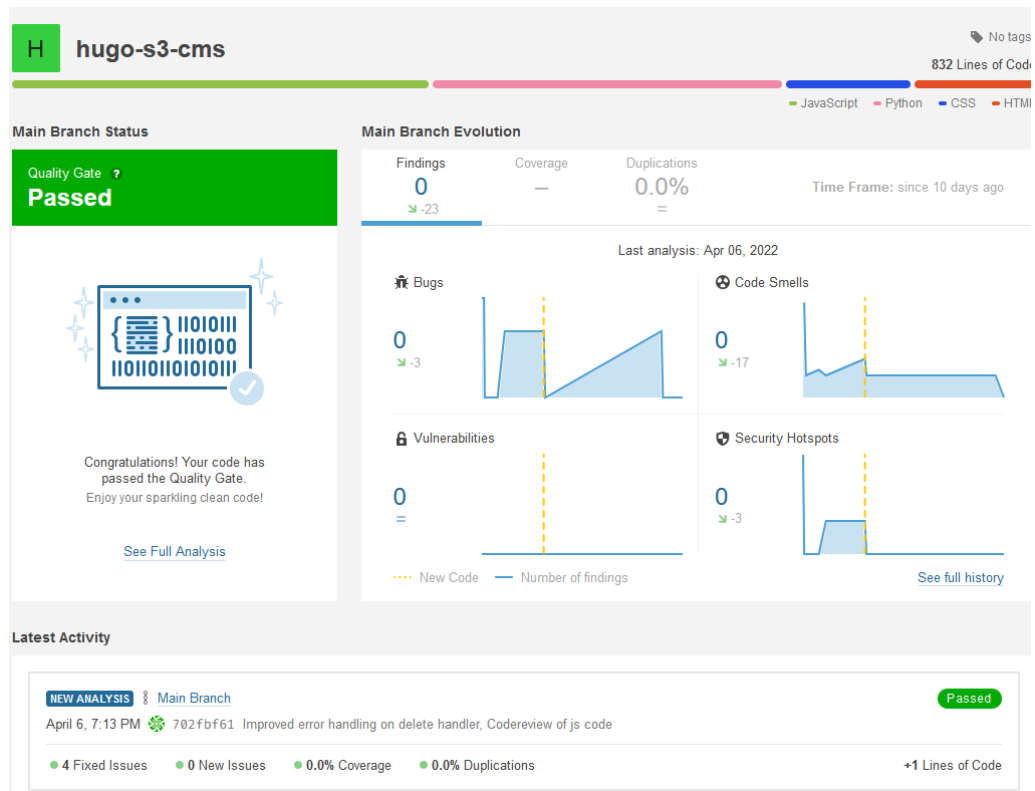 H hugo-s3-cms
No tags
832 Lines of Code
JavaScript Python CSS HTML
Main Branch Status
Main Branch Evolution
Quality Gate ?
Passed
Findings
0
-23
Coverage
—
Duplications
0.0%
=
Time Frame: since 10 days ago
Last analysis: Apr 06, 2022
Bugs
0
-3
Code Smells
0
-17
{ } 1101011
110100
11011010101011
Congratulations! Your code has
passed the Quality Gate.
Enjoy your sparkling clean code!
See Full Analysis
Vulnerabilities
0
=
Security Hotspots
0
-3
New Code Number of findings
See full history
Latest Activity
NEW ANALYSIS Main Branch
Passed
April 6, 7:13 PM 702fbf61 Improved error handling on delete handler, Codereview of js code
4 Fixed Issues 0 New Issues 0.0% Coverage 0.0% Duplications
+1 Lines of Code